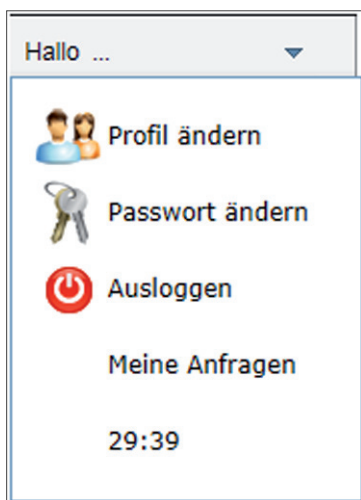 Hallo ...
Profil ändern
Passwort ändern
Ausloggen
Meine Anfragen
29:39